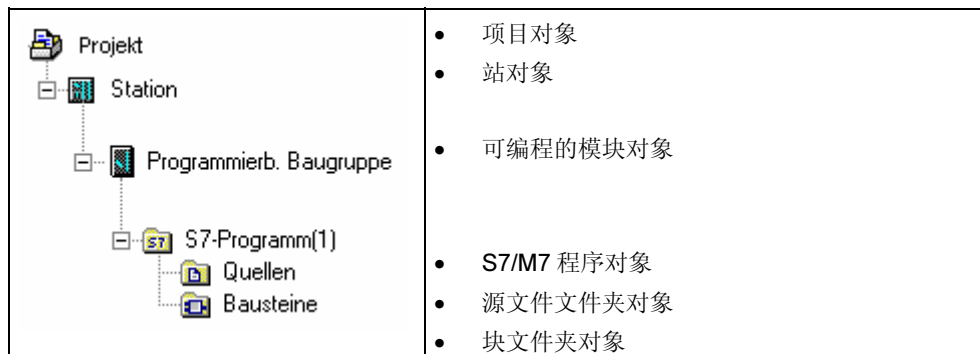 Projekt
Station
Programmierb. Baugruppe
S7-Programm(1)
Quellen
Bausteine
• 项目对象
• 站对象
• 可编程的模块对象
• S7/M7 程序对象
• 源文件文件夹对象
• 块文件夹对象